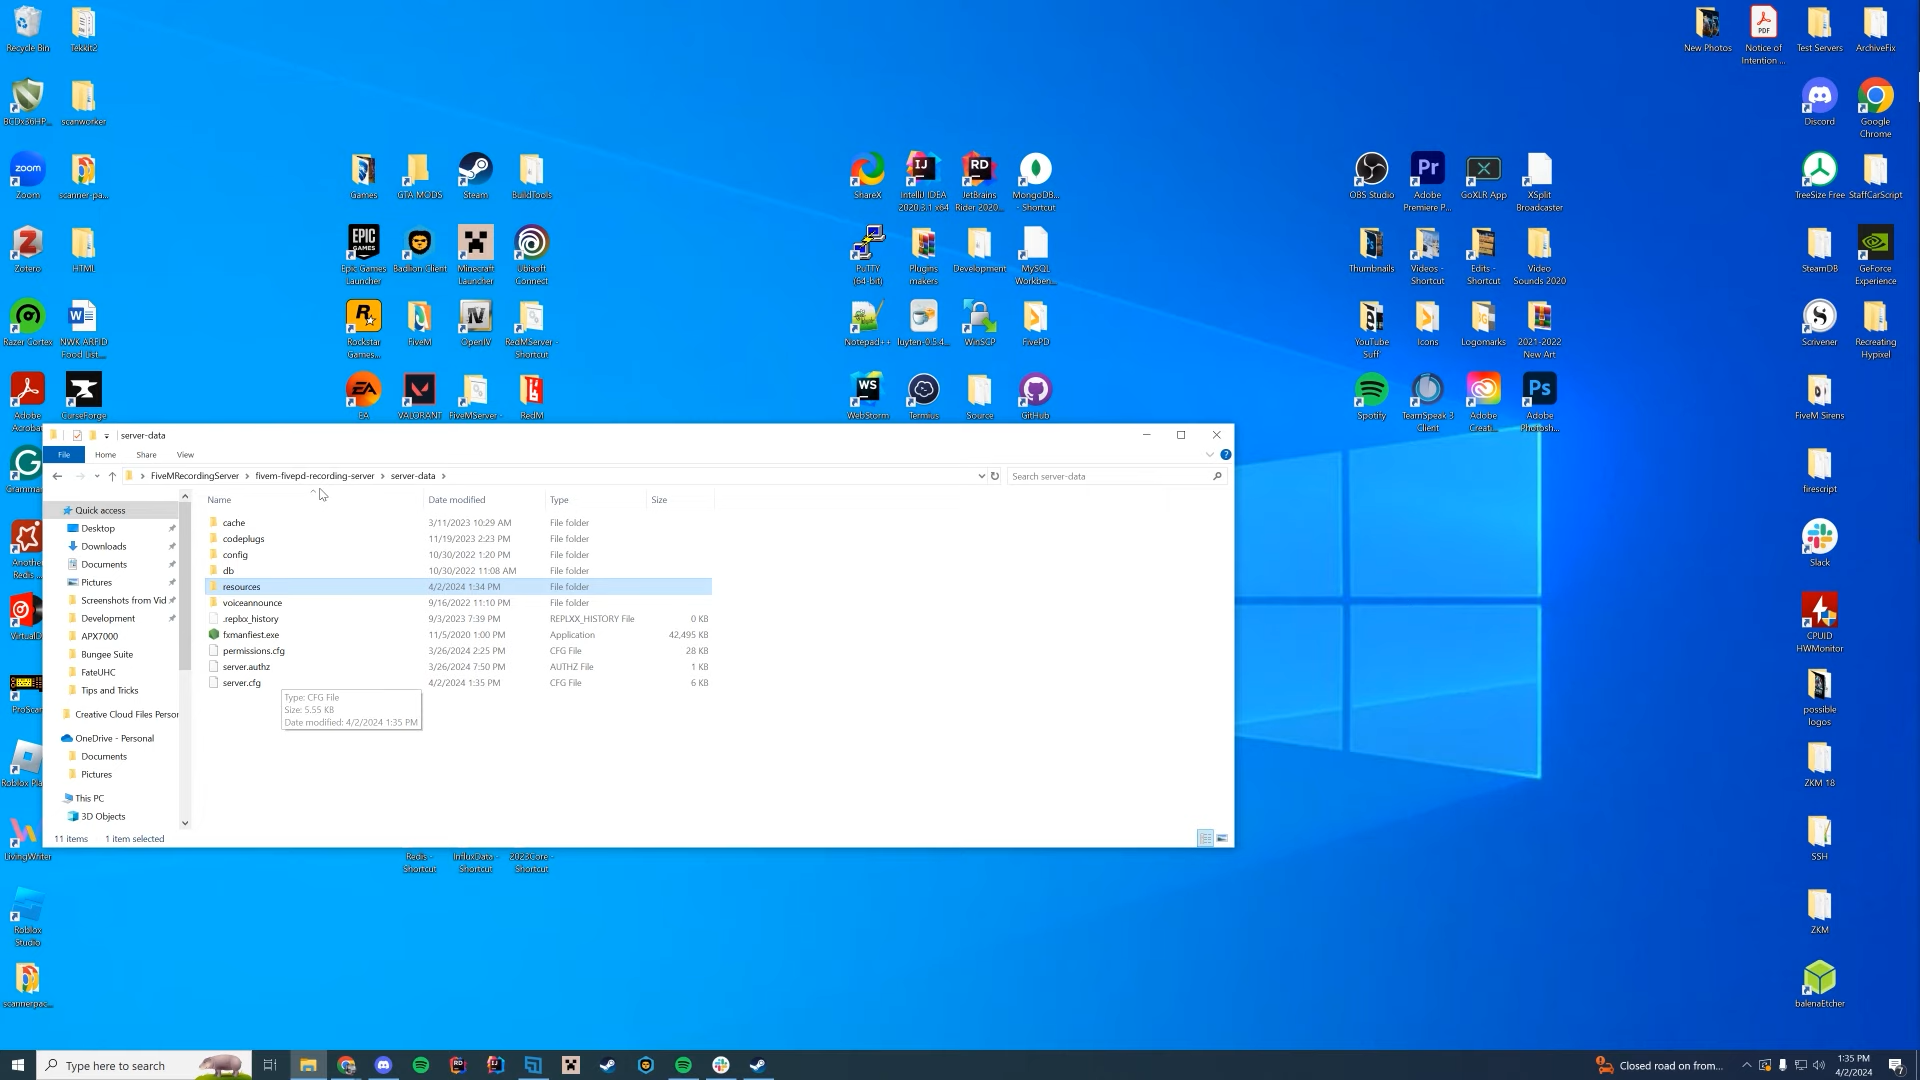 Recycle Bin
Tekkit2
New Photos
Notice of
Intention ...
Test Servers
ArchiveFix
BCDx36HP...
scanworker
Discord
Google
Chrome
Zoom
scanner-pa...
Games
GTA MODS
Steam
BuildTools
ShareX
IntelliJ IDEA
2020.3.1 x64
JetBrains
Rider 2020...
MongoDB...
- Shortcut
OBS Studio
Adobe
Premiere P...
GoXLR App
XSplit
Broadcaster
TreeSize Free
StaffCarScript
Zotero
HTML
Epic Games
Launcher
Badlion Client
Minecraft
Launcher
Ubisoft
Connect
PuTTY
(64-bit)
Plugins
makers
Development
MySQL
Workben...
Thumbnails
Videos -
Shortcut
Edits -
Shortcut
Video
Sounds 2020
SteamDB
GeForce
Experience
Razer Cortex
NWK ARFID
Food List...
Rockstar
Games...
FiveM
OpenIV
RedMServer -
Shortcut
Notepad++
luyten-0.5.4...
WinSCP
FivePD
YouTube
Suff
Icons
Logomarks
2021-2022
New Art
Scrivener
Recreating
Hypixel
Adobe
Acrobat
CurseForge
EA
VALORANT
FiveMServer -
RedM
WebStorm
Termius
Source
GitHub
Spotify
TeamSpeak 3
Client
Adobe
Creati...
Adobe
Photosh...
FiveM Sirens
server-data
File
Home
Share
View
FiveMRecordingServer
fivem-fivepd-recording-server
server-data
Search server-data
Name
Date modified
Type
Size
Quick access
Desktop
Downloads
Documents
Pictures
Screenshots from Vid
Development
APX7000
Bungee Suite
FateUHC
Tips and Tricks
Creative Cloud Files Person
OneDrive - Personal
Documents
Pictures
This PC
3D Objects
cache 3/11/2023 10:29 AM File folder
codeplugs 11/19/2023 2:23 PM File folder
config 10/30/2022 1:20 PM File folder
db 10/30/2022 11:08 AM File folder
resources 4/2/2024 1:34 PM File folder
voiceannounce 9/16/2022 11:10 PM File folder
.replxx_history 9/3/2023 7:39 PM REPLXX_HISTORY File 0 KB
fxmanfiest.exe 11/5/2020 1:00 PM Application 42,495 KB
permissions.cfg 3/26/2024 2:25 PM CFG File 28 KB
server.authz 3/26/2024 7:50 PM AUTHZ File 1 KB
server.cfg 4/2/2024 1:35 PM CFG File 6 KB
Type: CFG File
Size: 5.55 KB
Date modified: 4/2/2024 1:35 PM
11 items 1 item selected
firescript
Slack
CPUID
HWMonitor
possible
logos
ZKM 18
SSH
ZKM
balenaEtcher
LivingWriter
Redis -
Shortcut
InfluxData -
Shortcut
2023Core -
Shortcut
Roblox
Studio
scannerpac...
Type here to search
Closed road on from...
1:35 PM
4/2/2024